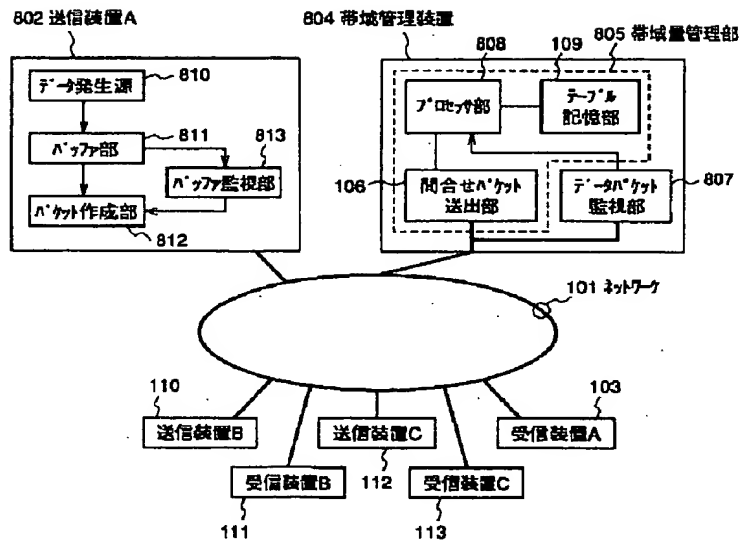 802 送信装置A
データ発生源
810
バッファ部
811
813
バッファ監視部
パケット作成部
812
804 帯域管理装置
808
109
805 帯域量管理部
プロセッサ部
テーブル
記憶部
106
問合せパケット
送出部
データパケット
監視部
807
101 ネットワーク
110
送信装置B
送信装置C
112
103
受信装置A
受信装置B
111
受信装置C
113